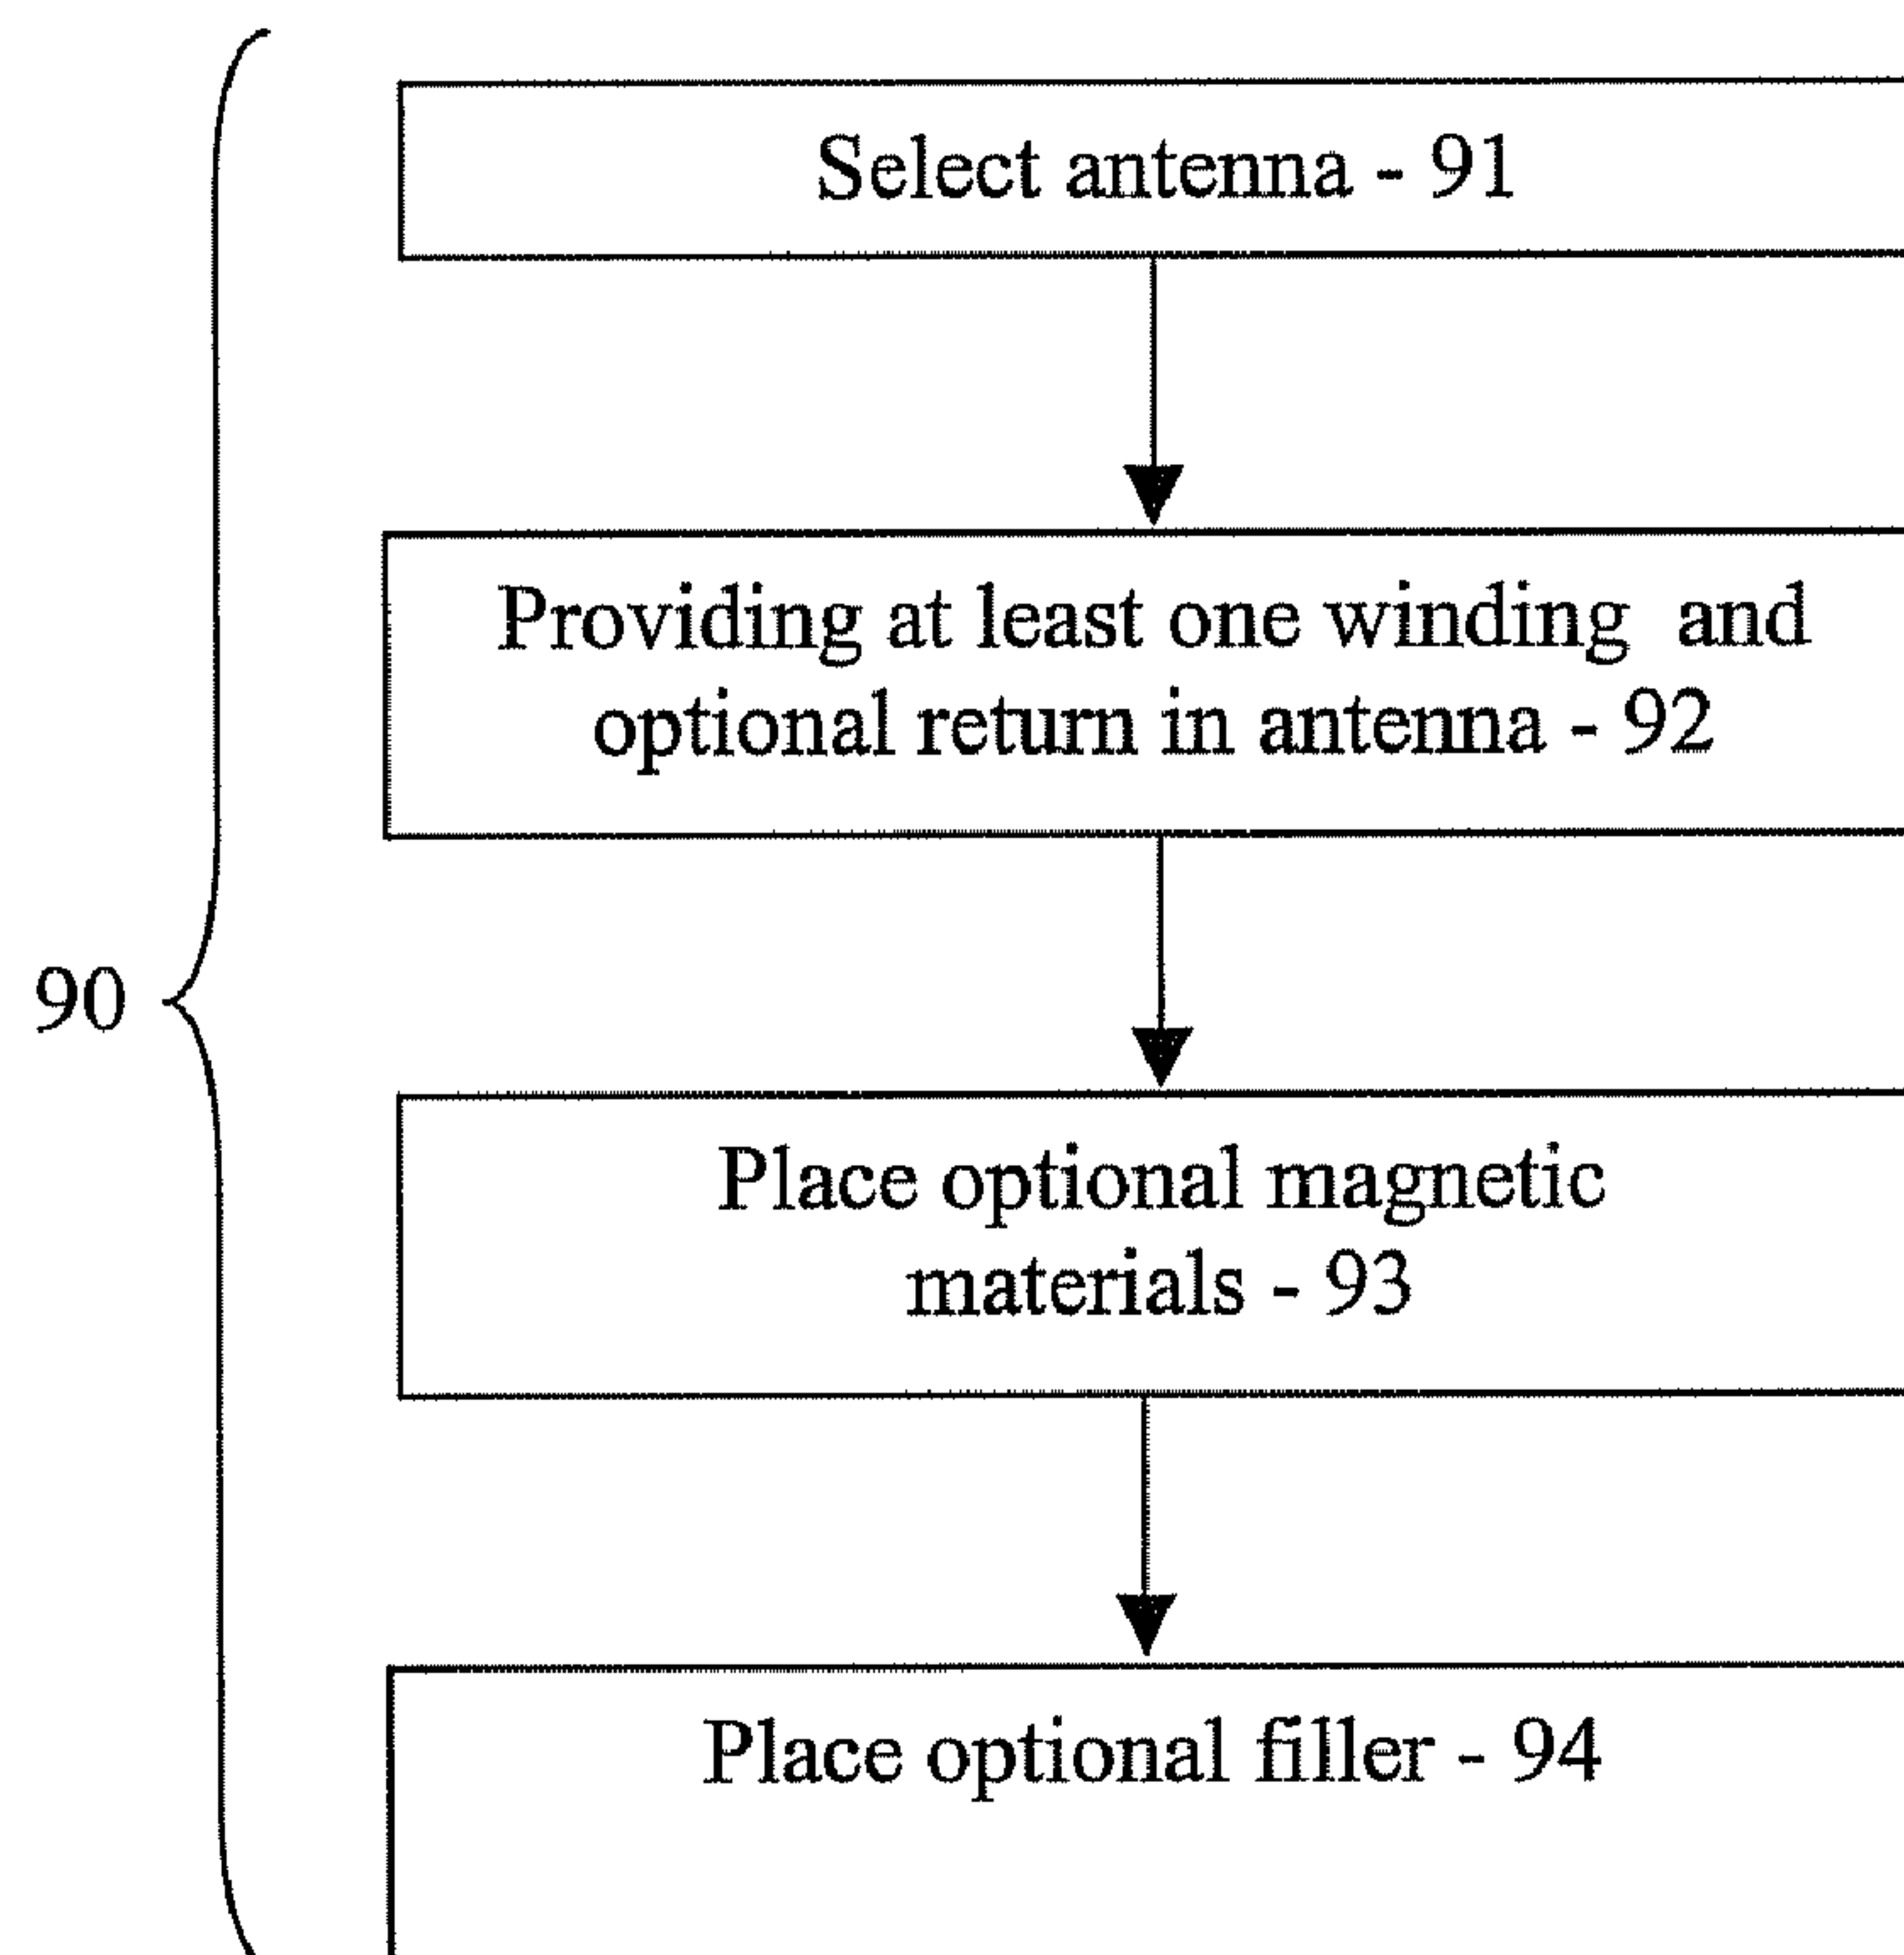 Select antenna - 91
Providing at least one winding and
optional return in antenna - 92
90
Place optional magnetic
materials - 93
Place optional filler - 94